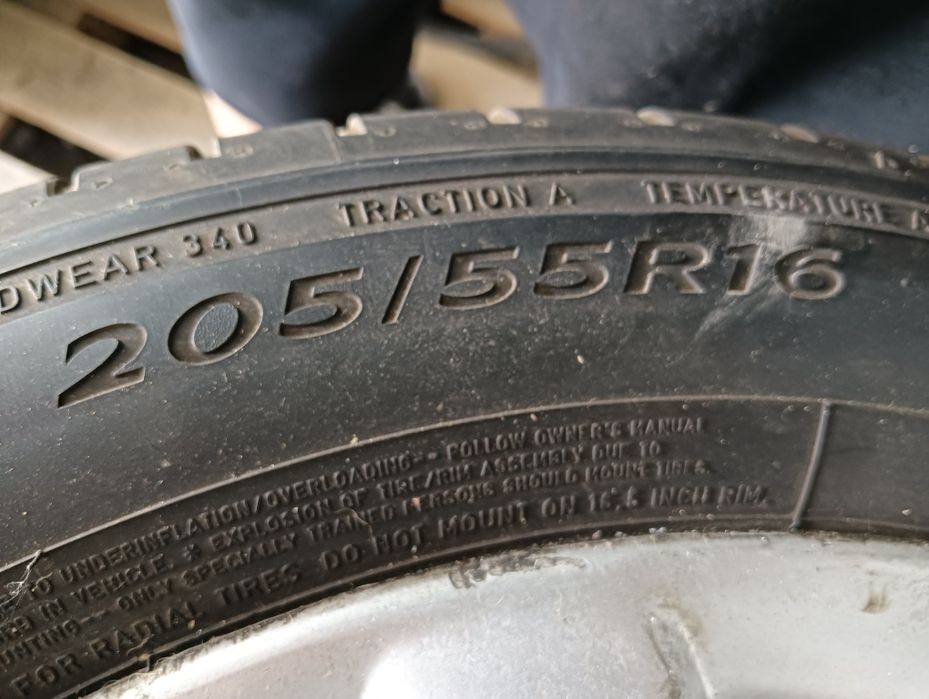 DWEAR 340 TRACTION A TEMPERATURE A
205/55R16
TO UNDERINFLATION/OVERLOADING-- FOLLOW OWNER'S MANUAL
IN VEHICLE. * EXPLOSION OF TIRE/RIM ASSEMBLY DUE TO
UNTING-- ONLY SPECIALLY TRAINED PERSONS SHOULD MOUNT TIRES.
FOR RADIAL TIRES DO NOT MOUNT ON 16,5 INCH RIM.